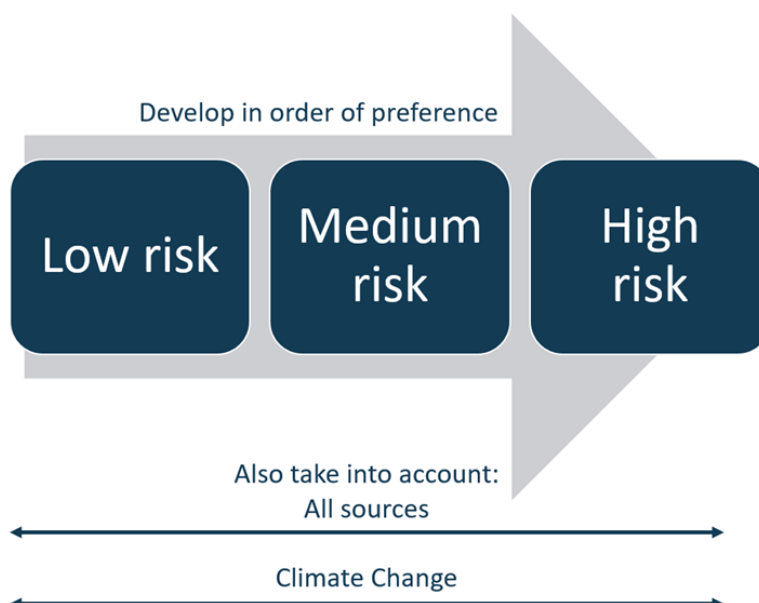 Develop in order of preference
Low risk
Medium
risk
High
risk
Also take into account:
All sources
Climate Change